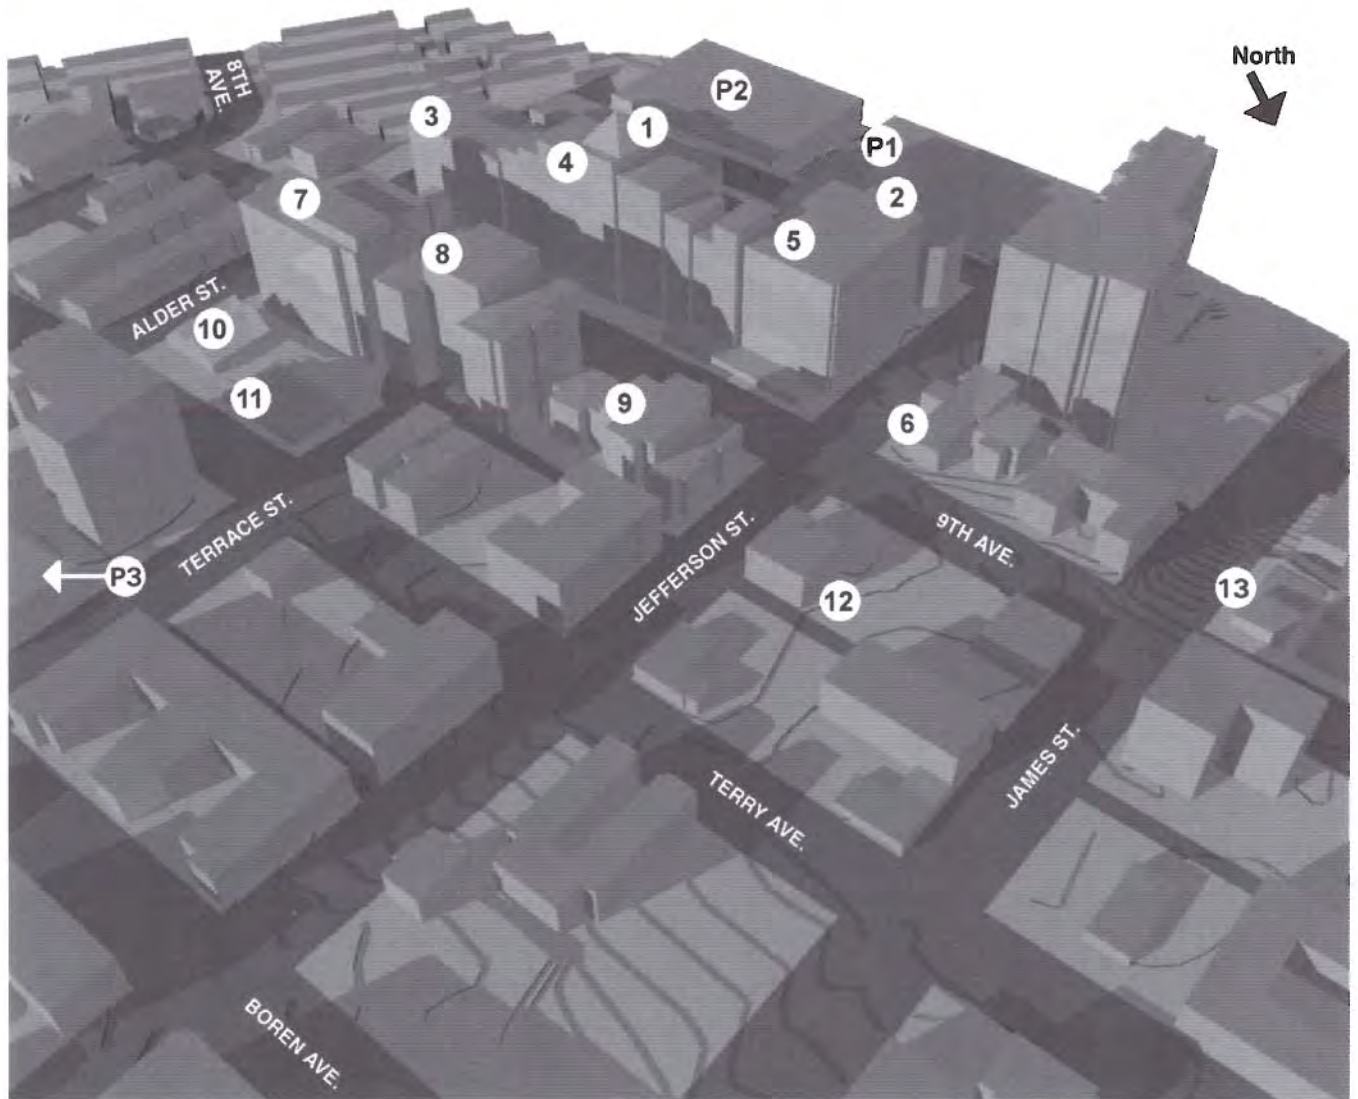 North
8TH
AVE.
P2
3
1
P1
4
2
7
5
8
ALDER ST.
10
11
9
6
TERRACE ST.
9TH AVE.
JEFFERSON ST.
P3
12
13
JAMES ST.
TERRY AVE.
BOREN AVE.